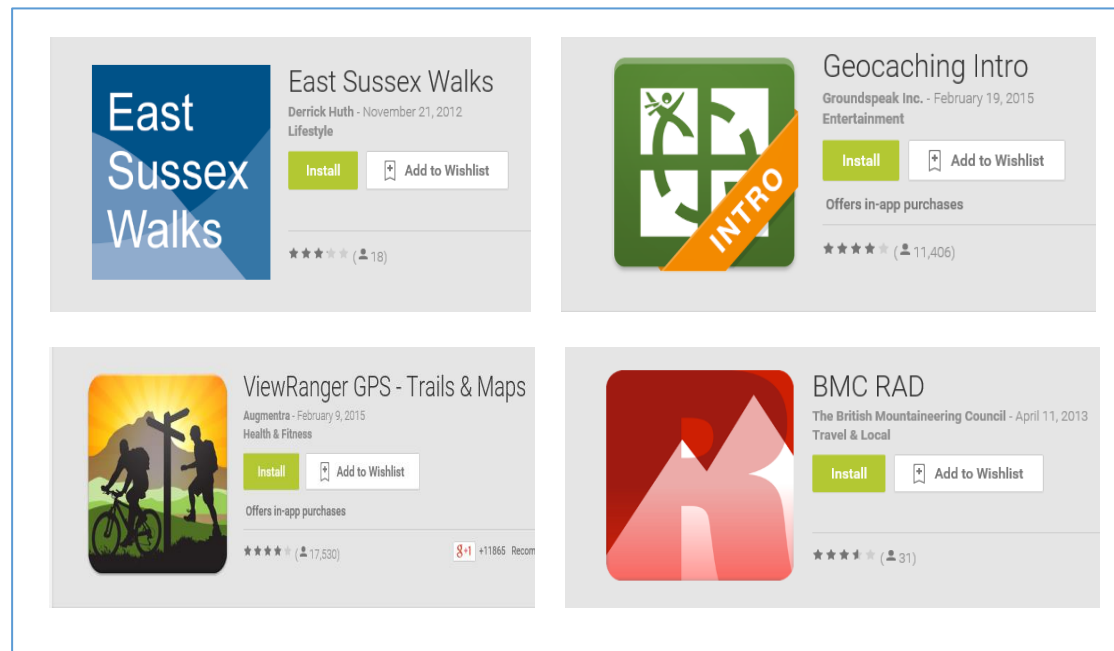 East
Sussex
Walks
East Sussex Walks
Derrick Huth - November 21, 2012
Lifestyle
Install
Add to Wishlist
(18)
INTRO
Geocaching Intro
Groundspeak Inc. - February 19, 2015
Entertainment
Install
Add to Wishlist
Offers in-app purchases
(11,406)
ViewRanger GPS - Trails & Maps
Augmentra - February 9, 2015
Health & Fitness
Install
Add to Wishlist
Offers in-app purchases
(17,530)
g+1 +11865 Recom
R
BMC RAD
The British Mountaineering Council - April 11, 2013
Travel & Local
Install
Add to Wishlist
(31)